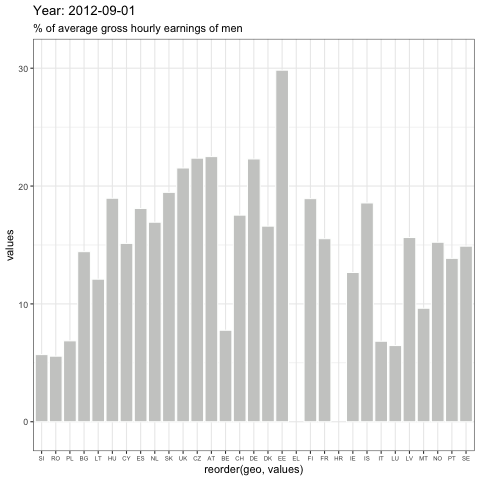 Year: 2012-09-01
% of average gross hourly earnings of men
30
20
10
0
values
SI RO PL BG LT HU CY ES NL SK UK CZ AT BE CH DE DK EE EL FI FR HR IE IS IT LU LV MT NO PT SE
reorder(geo, values)